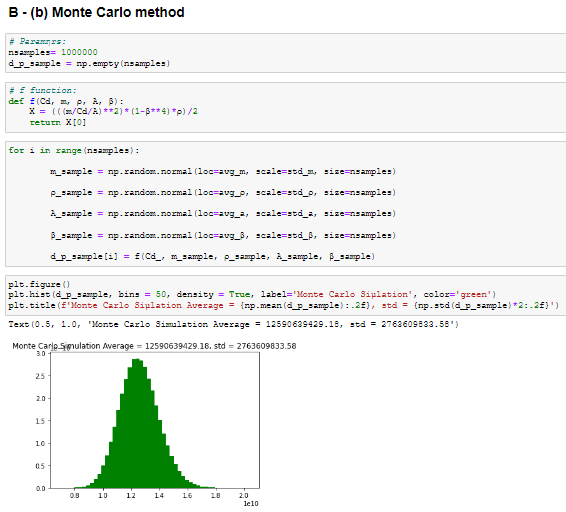 B - (b) Monte Carlo method
# Paramηrs:
nsamples= 1000000
d_p_sample = np.empty(nsamples)
# f function:
def f(Cd, m, ρ, A, β):
X = (((m/Cd/A)**2)*(1-β**4)*ρ)/2
return X[0]
for i in range(nsamples):
m_sample = np.random.normal(loc=avg_m, scale=std_m, size=nsamples)
ρ_sample = np.random.normal(loc=avg_ρ, scale=std_ρ, size=nsamples)
A_sample = np.random.normal(loc=avg_a, scale=std_a, size=nsamples)
β_sample = np.random.normal(loc=avg_β, scale=std_β, size=nsamples)
d_p_sample[i] = f(Cd_, m_sample, ρ_sample, A_sample, β_sample)
plt.figure()
plt.hist(d_p_sample, bins = 50, density = True, label='Monte Carlo Siμlation', color='green')
plt.title(f'Monte Carlo Siμlation Average = {np.mean(d_p_sample):.2f}, std = {np.std(d_p_sample)*2:.2f}')
Text(0.5, 1.0, 'Monte Carlo Simulation Average = 12590639429.18, std = 2763609833.58')
Monte Carlo Simulation Average = 12590639429.18, std = 2763609833.58
3.0
2.5
2.0
1.5
1.0
0.5
0.0
0.8 1.0 1.2 1.4 1.6 1.8 2.0
1e10